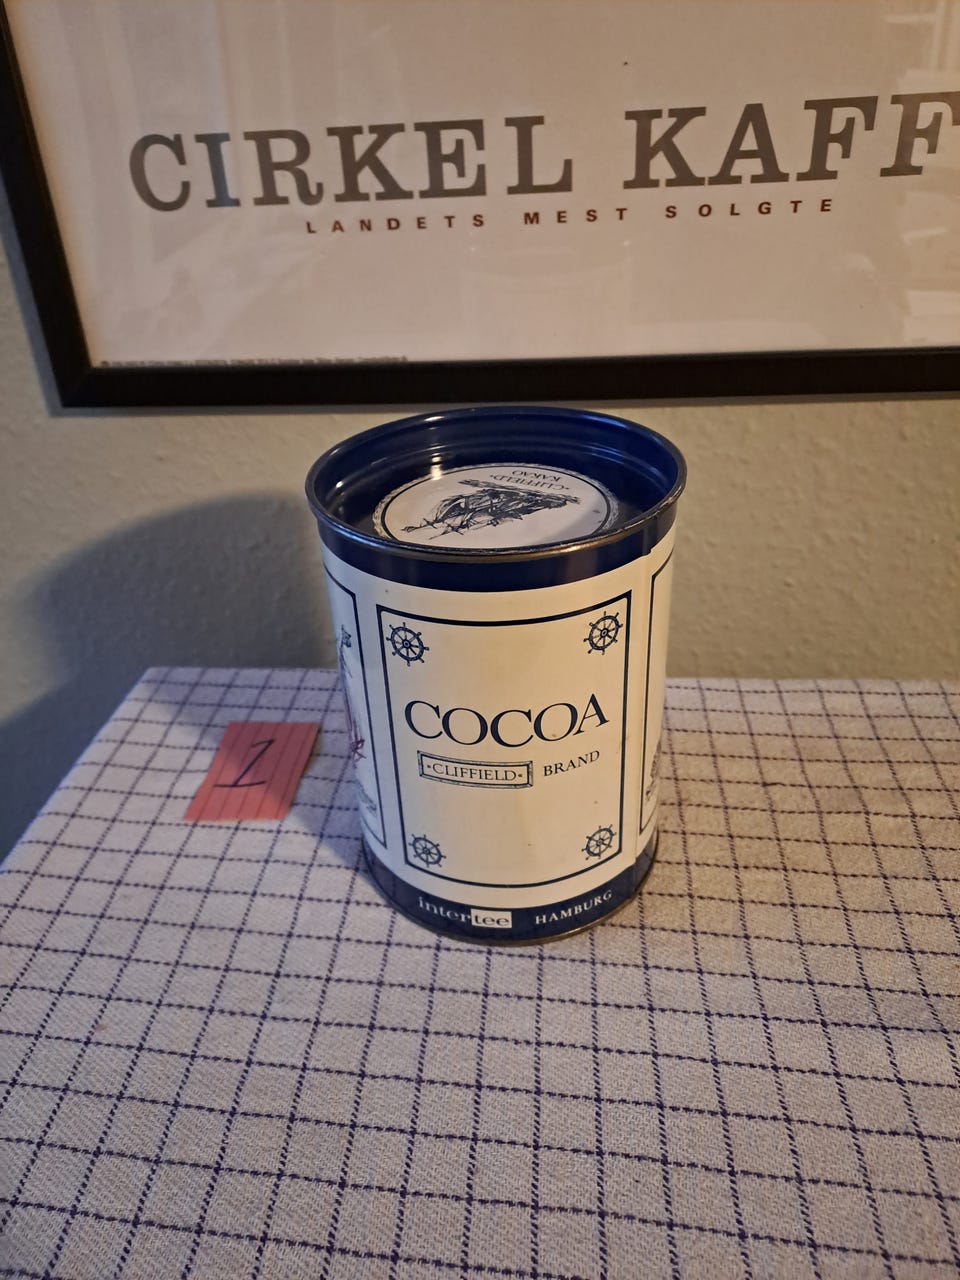 CIRKEL KAFF
LANDETS MEST SOLGTE
·CLIFFIELD·
KAKAO
COCOA
·CLIFFIELD· BRAND
intertee HAMBURG
1